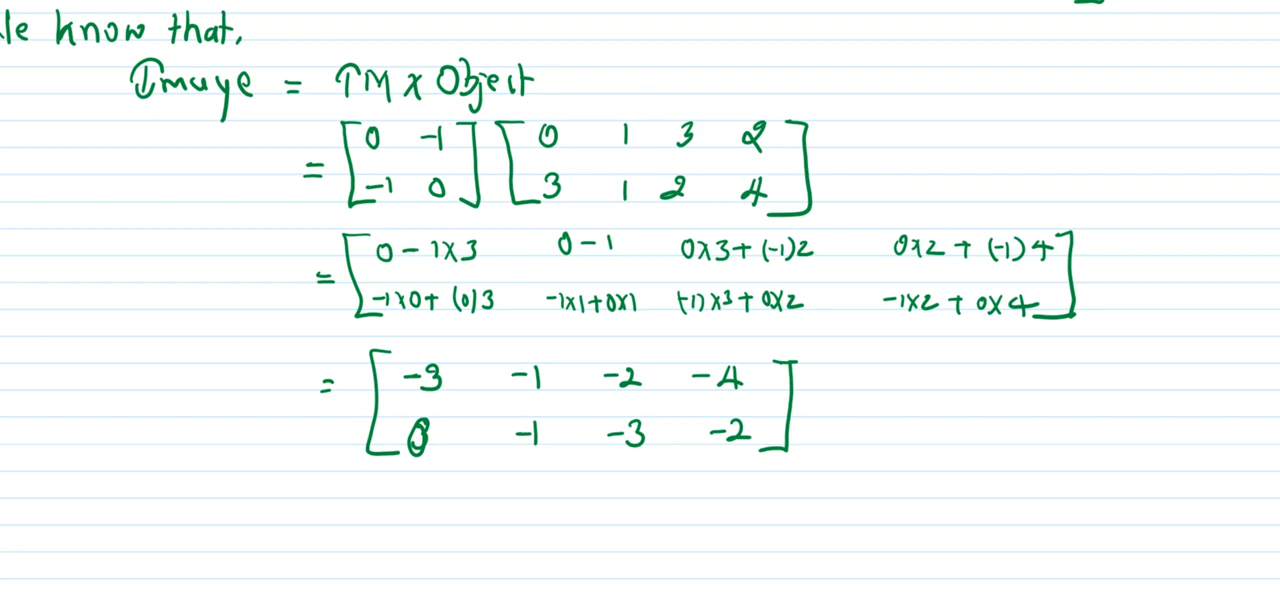 le know that,
Image = TM x Object
= [0 -1 -1 0] [0 1 3 2 3 1 2 4]
= [0 - 1x3 0 - 1 0x3 + (-1)2 0x2 + (-1)4
-1x0 + (0)3 -1x1 + 0x1 (-1)x3 + 0x2 -1x2 + 0x4]
= [-3 -1 -2 -4
0 -1 -3 -2]